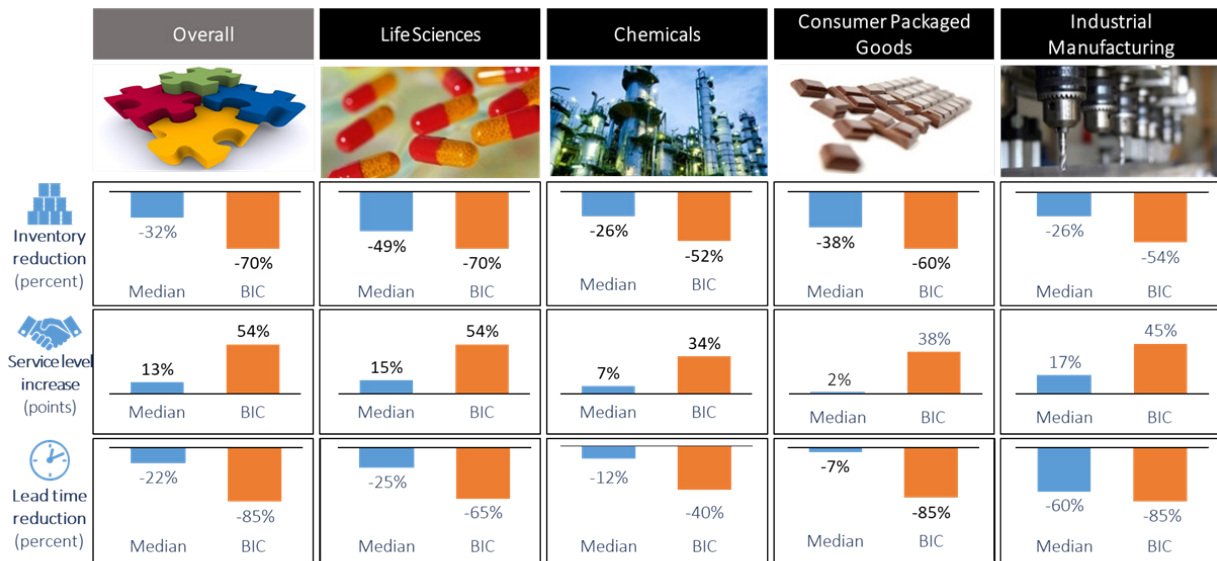 Overall
Life Sciences
Chemicals
Consumer Packaged
Goods
Industrial
Manufacturing
Inventory
reduction
(percent)
-32%
-70%
Median BIC
-49%
-70%
Median BIC
-26%
-52%
Median BIC
-38%
-60%
Median BIC
-26%
-54%
Median BIC
Service level
increase
(points)
13%
54%
Median BIC
15%
54%
Median BIC
7%
34%
Median BIC
2%
38%
Median BIC
17%
45%
Median BIC
Lead time
reduction
(percent)
-22%
-85%
Median BIC
-25%
-65%
Median BIC
-12%
-40%
Median BIC
-7%
-85%
Median BIC
-60%
-85%
Median BIC